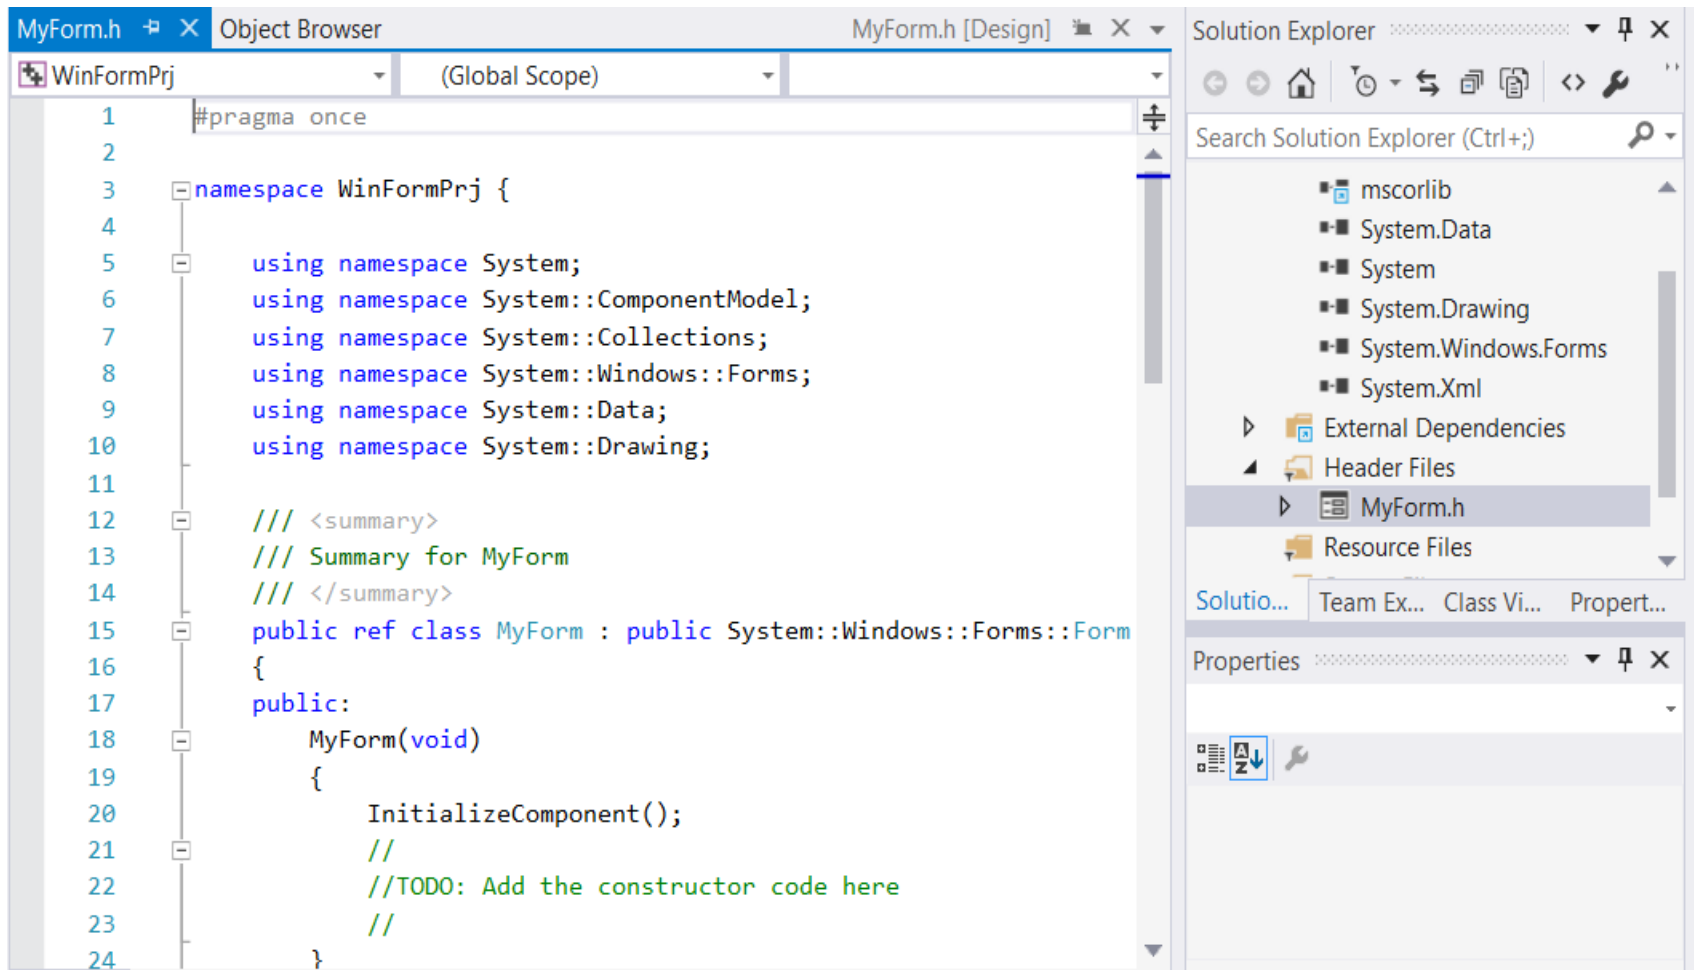 MyForm.h
Object Browser
MyForm.h [Design]
WinFormPrj
(Global Scope)
1 #pragma once
2
3 namespace WinFormPrj {
4
5 using namespace System;
6 using namespace System::ComponentModel;
7 using namespace System::Collections;
8 using namespace System::Windows::Forms;
9 using namespace System::Data;
10 using namespace System::Drawing;
11
12 /// <summary>
13 /// Summary for MyForm
14 /// </summary>
15 public ref class MyForm : public System::Windows::Forms::Form
16 {
17 public:
18 MyForm(void)
19 {
20 InitializeComponent();
21 //
22 //TODO: Add the constructor code here
23 //
24 }
Solution Explorer
Search Solution Explorer (Ctrl+;)
mscorlib
System.Data
System
System.Drawing
System.Windows.Forms
System.Xml
External Dependencies
Header Files
MyForm.h
Resource Files
Solutio... Team Ex... Class Vi... Propert...
Properties